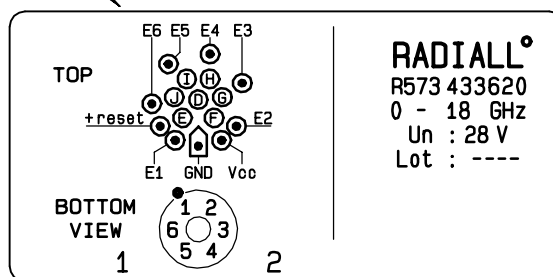 E6 E5 E4 E3
TOP
I H
J D G
E F
+reset E2
E1 GND Vcc
BOTTOM
VIEW
1 2
6 3
5 4
1 2
RADIALL°
R573 433620
0 - 18 GHz
Un : 28 V
Lot : ----